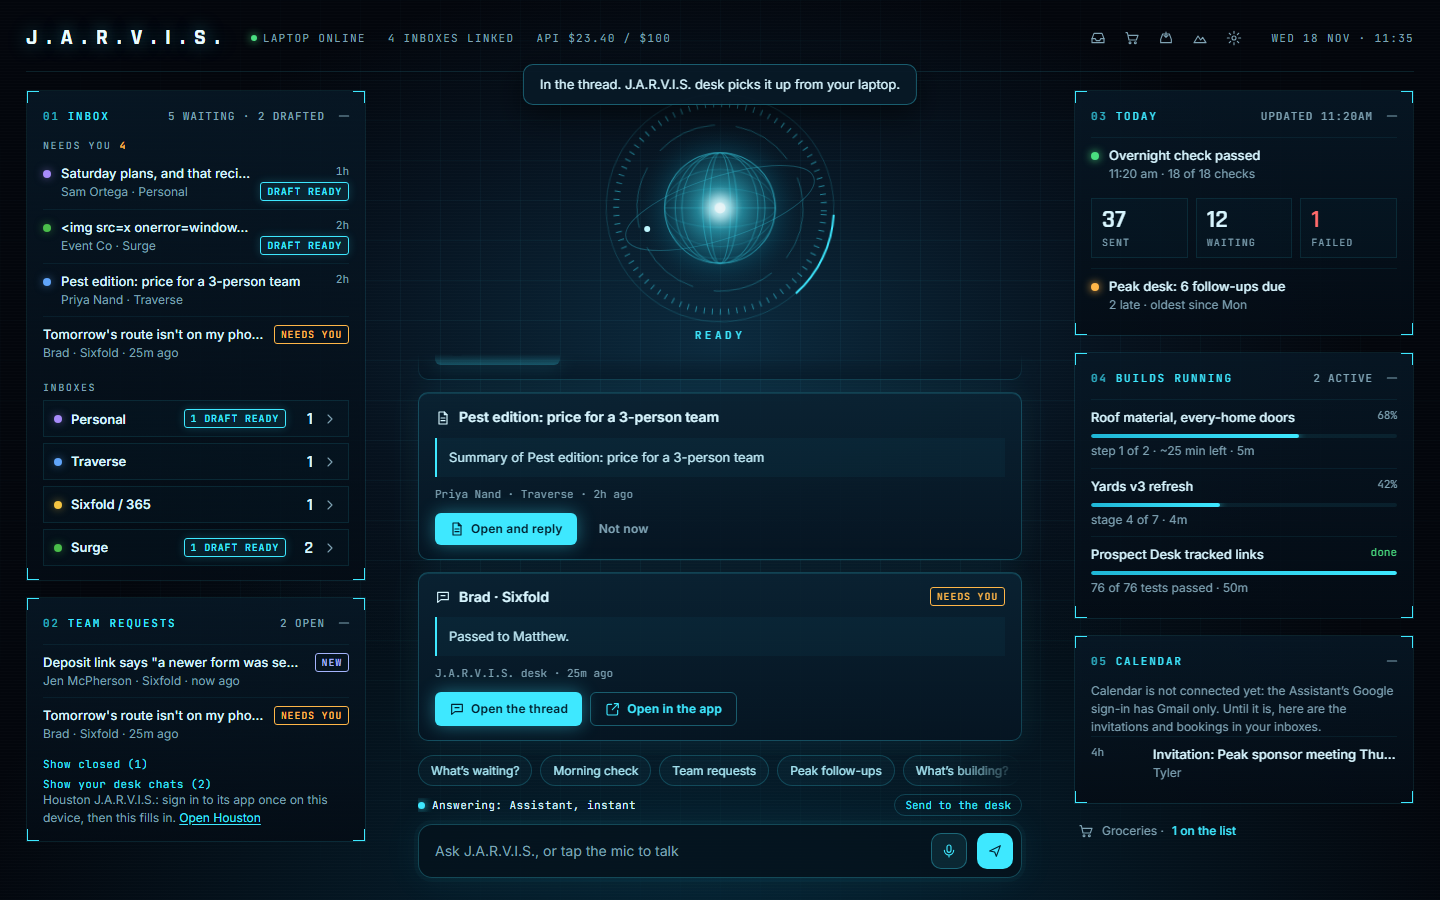 J.A.R.V.I.S.
LAPTOP ONLINE
4 INBOXES LINKED
API $23.40 / $100
WED 18 NOV · 11:35
In the thread. J.A.R.V.I.S. desk picks it up from your laptop.
01 INBOX
5 WAITING · 2 DRAFTED
NEEDS YOU 4
Saturday plans, and that reci...
1h
Sam Ortega · Personal
DRAFT READY
<img src=x onerror=window...
2h
Event Co · Surge
DRAFT READY
Pest edition: price for a 3-person team
2h
Priya Nand · Traverse
Tomorrow's route isn't on my pho...
NEEDS YOU
Brad · Sixfold · 25m ago
INBOXES
Personal
1 DRAFT READY
1
Traverse
1
Sixfold / 365
1
Surge
1 DRAFT READY
2
02 TEAM REQUESTS
2 OPEN
Deposit link says "a newer form was se...
NEW
Jen McPherson · Sixfold · now ago
Tomorrow's route isn't on my pho...
NEEDS YOU
Brad · Sixfold · 25m ago
Show closed (1)
Show your desk chats (2)
Houston J.A.R.V.I.S.: sign in to its app once on this
device, then this fills in. Open Houston
READY
Pest edition: price for a 3-person team
Summary of Pest edition: price for a 3-person team
Priya Nand · Traverse · 2h ago
Open and reply
Not now
Brad · Sixfold
NEEDS YOU
Passed to Matthew.
J.A.R.V.I.S. desk · 25m ago
Open the thread
Open in the app
What's waiting?
Morning check
Team requests
Peak follow-ups
What's building?
Answering: Assistant, instant
Send to the desk
Ask J.A.R.V.I.S., or tap the mic to talk
03 TODAY
UPDATED 11:20AM
Overnight check passed
11:20 am · 18 of 18 checks
37
SENT
12
WAITING
1
FAILED
Peak desk: 6 follow-ups due
2 late · oldest since Mon
04 BUILDS RUNNING
2 ACTIVE
Roof material, every-home doors
68%
step 1 of 2 · ~25 min left · 5m
Yards v3 refresh
42%
stage 4 of 7 · 4m
Prospect Desk tracked links
done
76 of 76 tests passed · 50m
05 CALENDAR
Calendar is not connected yet: the Assistant's Google
sign-in has Gmail only. Until it is, here are the
invitations and bookings in your inboxes.
4h
Invitation: Peak sponsor meeting Thu...
Tyler
Groceries · 1 on the list